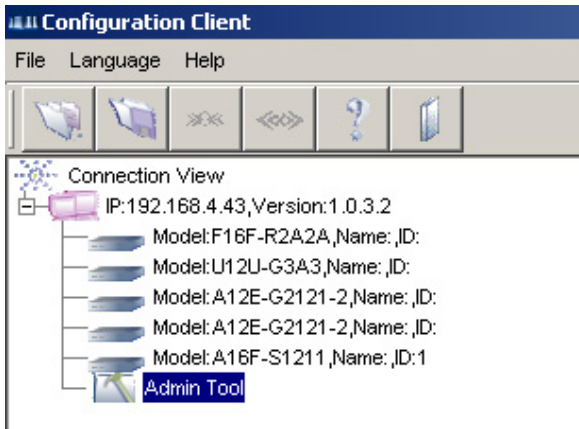 Configuration Client
File Language Help
Connection View
IP:192.168.4.43,Version:1.0.3.2
Model:F16F-R2A2A,Name: ,ID:
Model:U12U-G3A3,Name: ,ID:
Model:A12E-G2121-2,Name: ,ID:
Model:A12E-G2121-2,Name: ,ID:
Model:A16F-S1211,Name: ,ID:1
Admin Tool